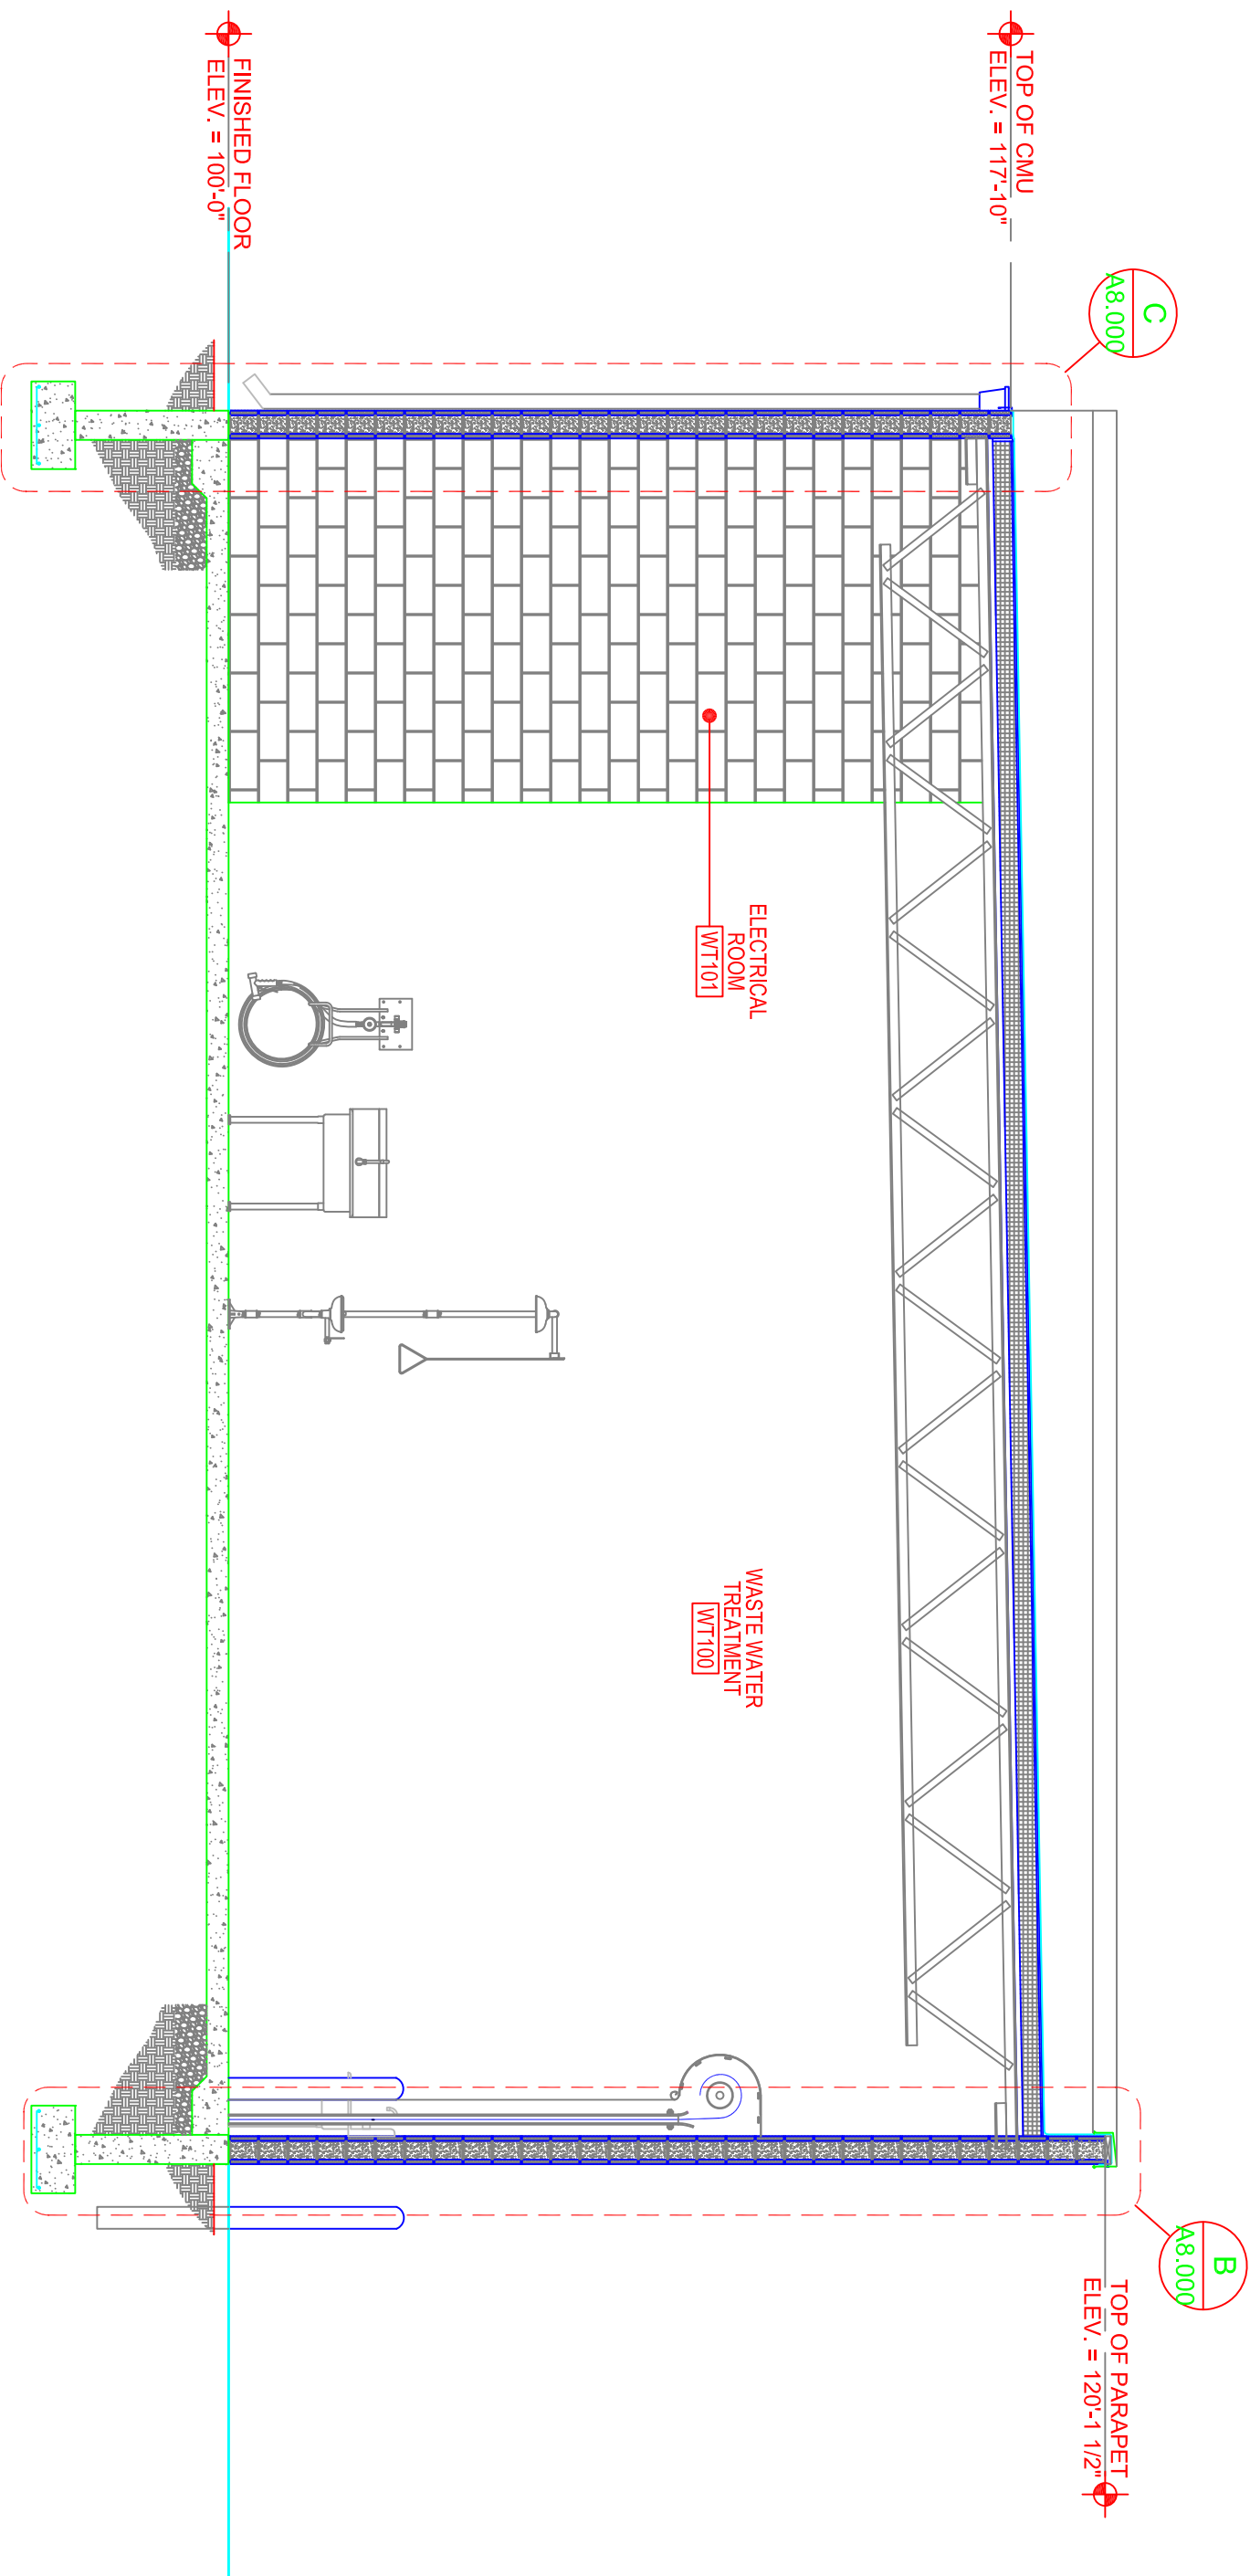 C
A8.000
TOP OF CMU
ELEV. = 117'-10"
B
A8.000
TOP OF PARAPET
ELEV. = 120'-1 1/2"
ELECTRICAL
ROOM
WT101
WASTE WATER
TREATMENT
WT100
FINISHED FLOOR
ELEV. = 100'-0"